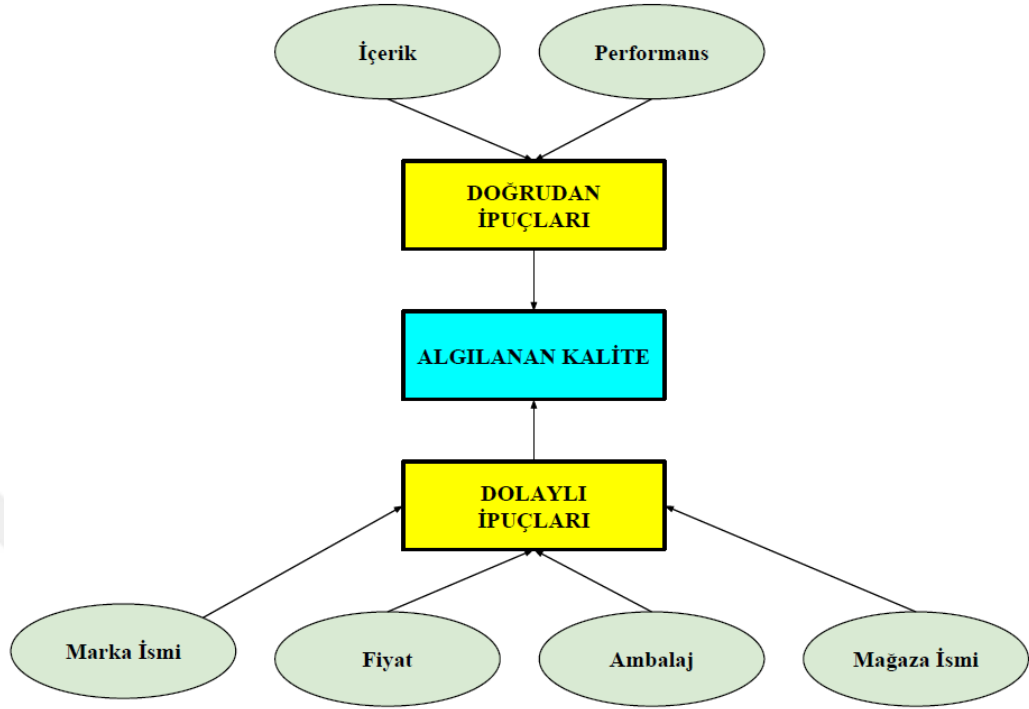 İçerik
Performans
DOĞRUDAN
İPUÇLARI
ALGILANAN KALİTE
DOLAYLI
İPUÇLARI
Marka İsmi
Fiyat
Ambalaj
Mağaza İsmi